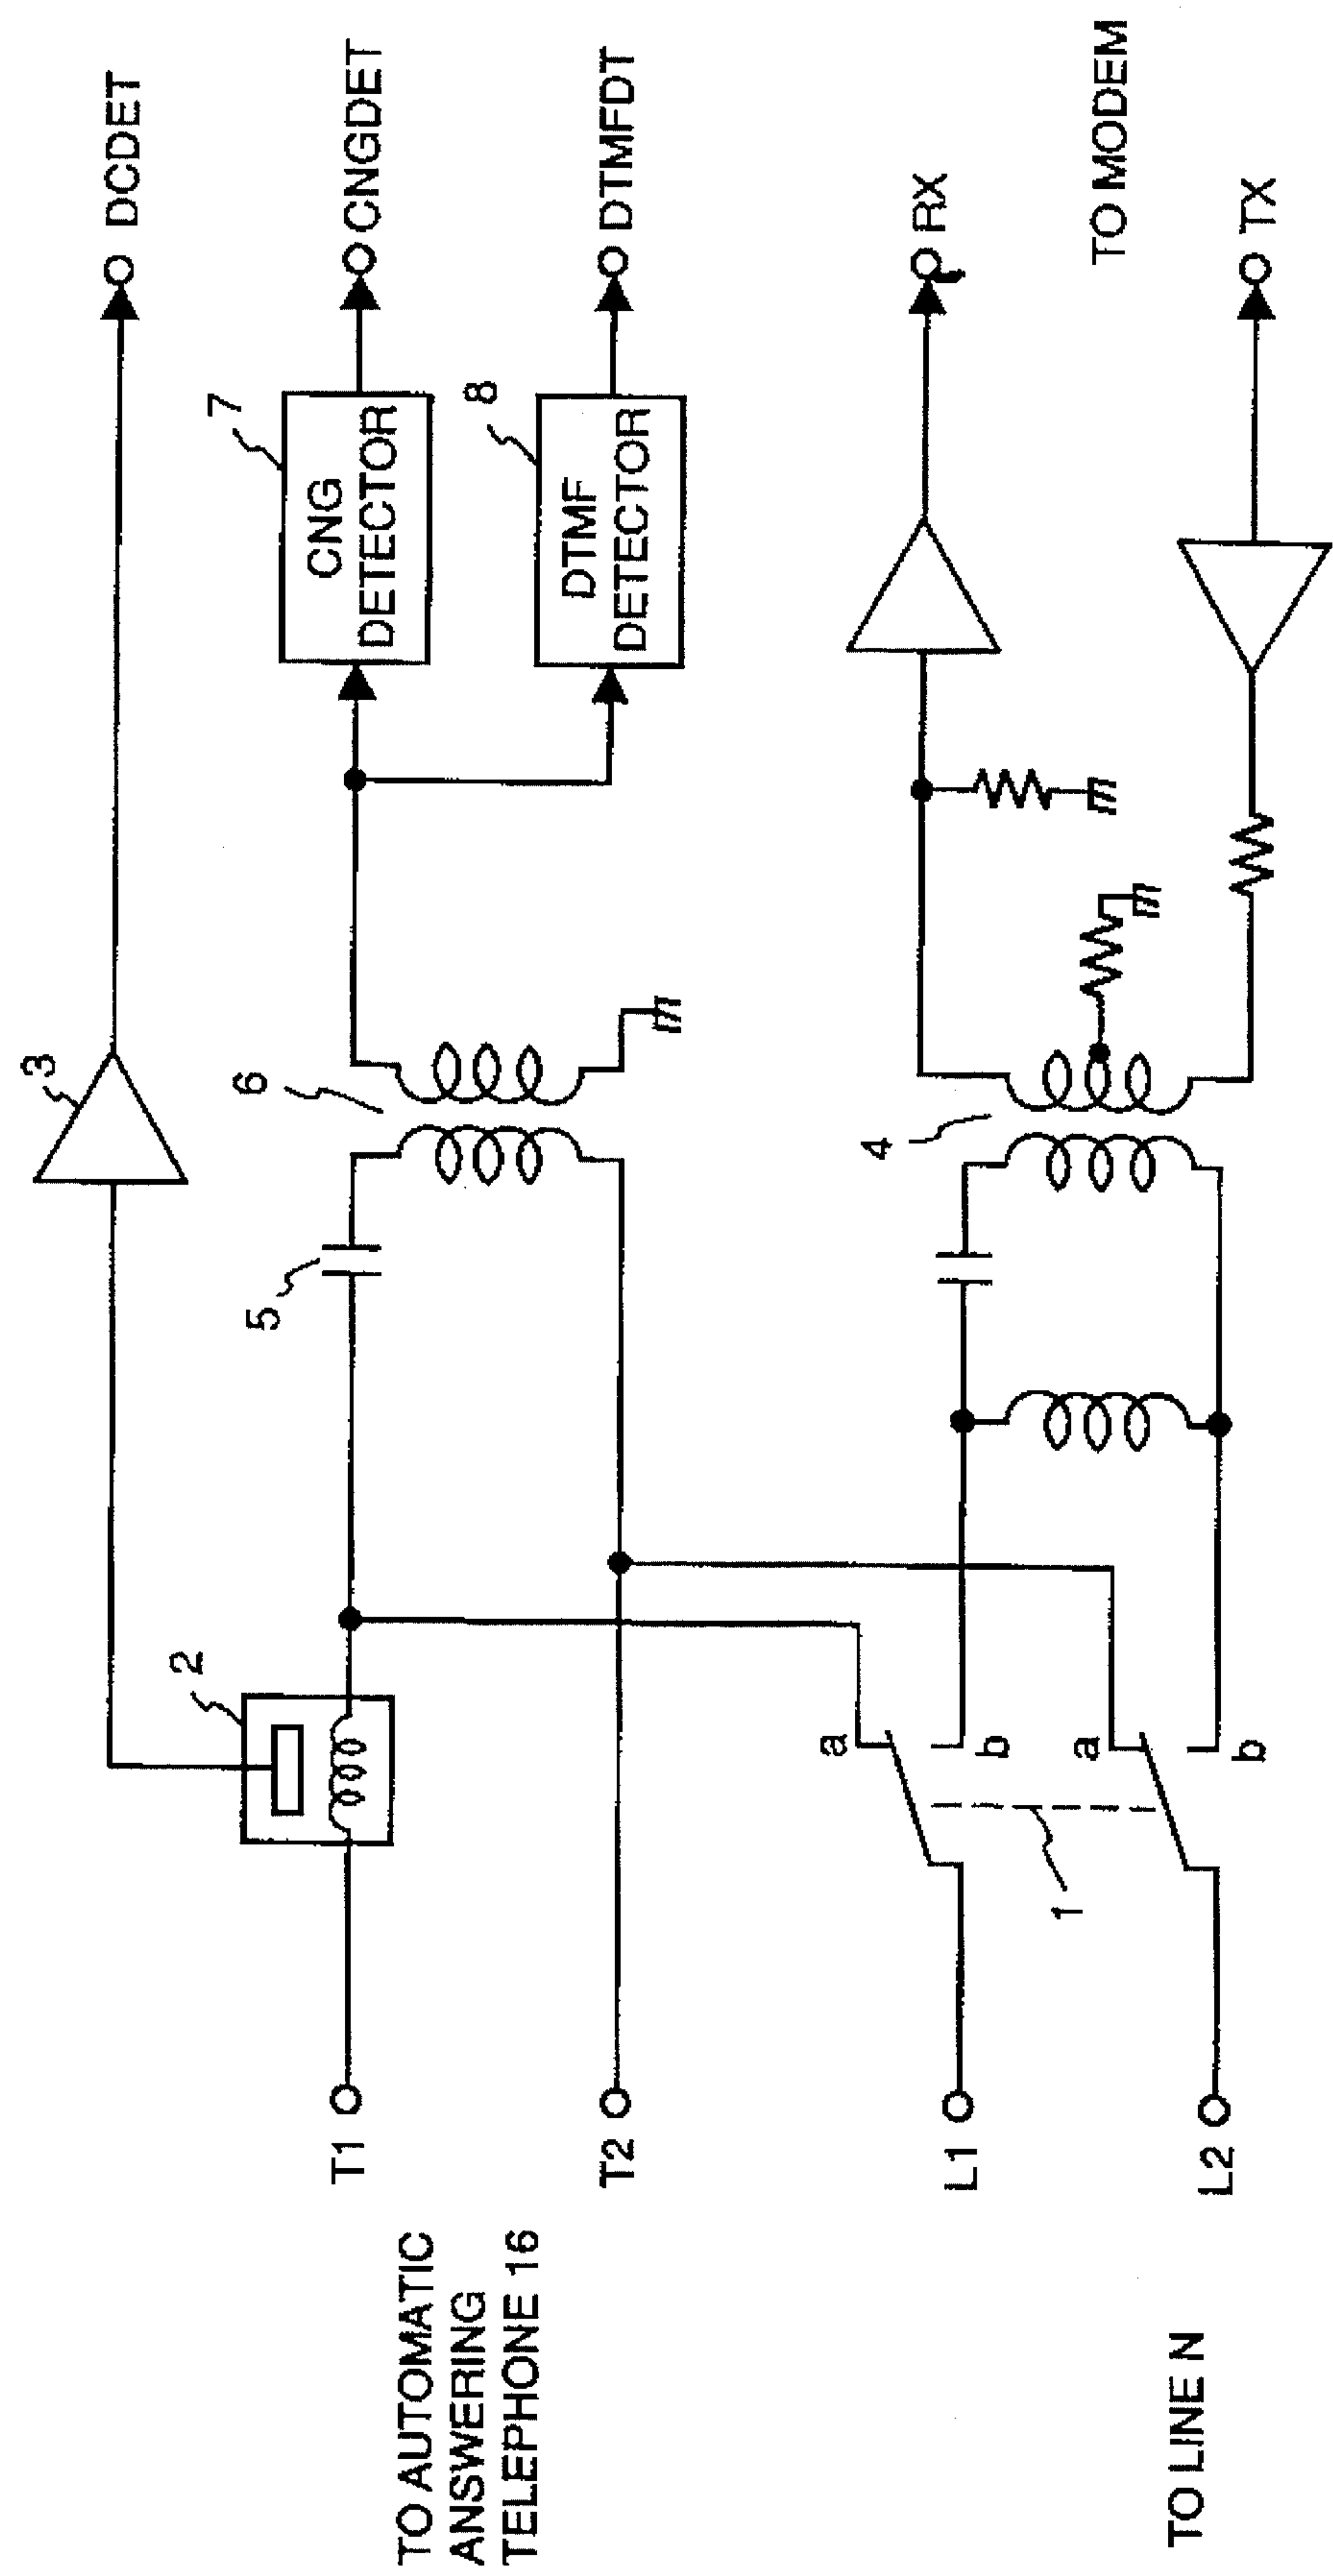 3
DCDET
2
7
CNG
DETECTOR
CNGDET
T1
5
6
8
DTMF
DETECTOR
DTMFDT
TO AUTOMATIC
ANSWERING
TELEPHONE 16
T2
a
b
L1
4
RX
1
TO MODEM
a
b
L2
TX
TO LINE N